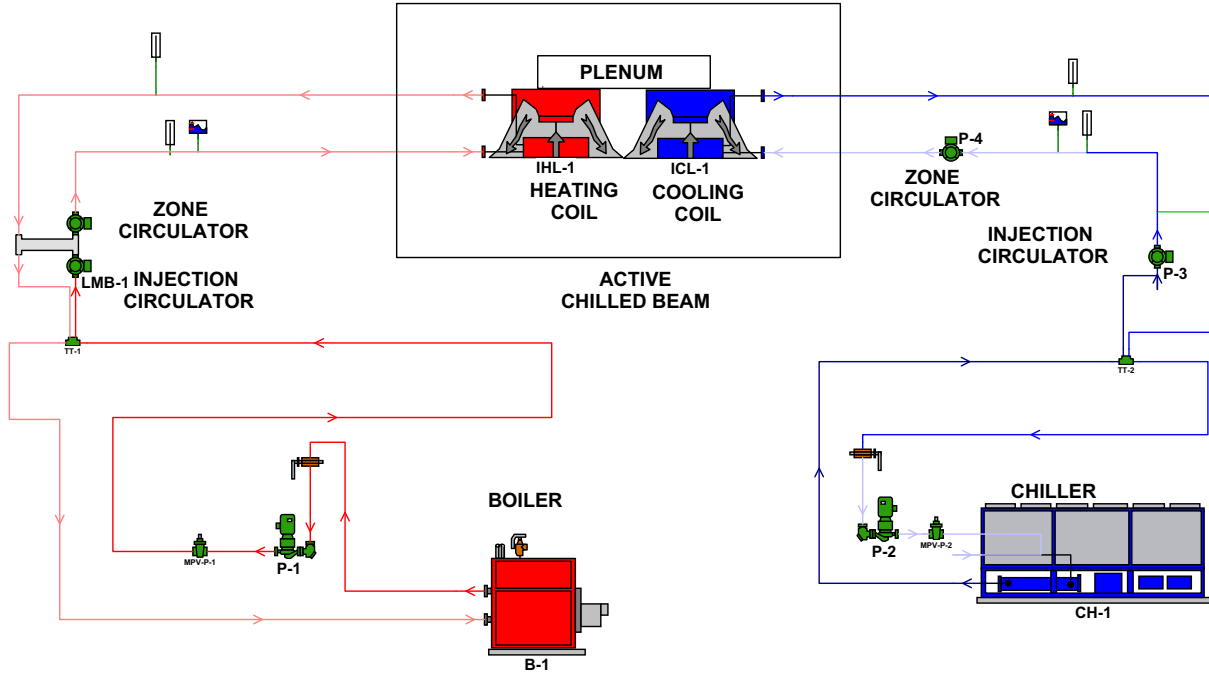 PLENUM
P-4
IHL-1
ICL-1
HEATING
COIL
COOLING
COIL
ZONE
CIRCULATOR
ZONE
CIRCULATOR
INJECTION
CIRCULATOR
LMB-1
INJECTION
CIRCULATOR
ACTIVE
CHILLED BEAM
P-3
TT-1
TT-2
BOILER
CHILLER
MPV-P-1
P-1
P-2
MPV-P-2
CH-1
B-1